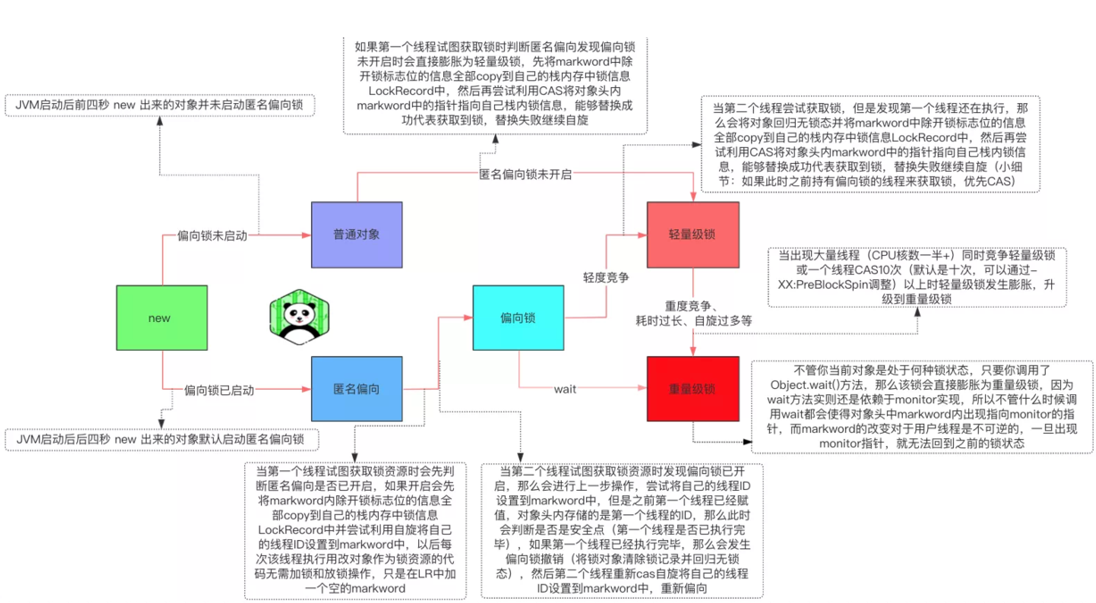 如果第一个线程试图获取锁时判断匿名偏向发现偏向锁
未开启时会直接膨胀为轻量级锁，先将markword中除
开锁标志位的信息全部copy到自己的栈内存中锁信息
LockRecord中，然后再尝试利用CAS将对象头内
markword中的指针指向自己栈内锁信息，能够替换成
功代表获取到锁，替换失败继续自旋
JVM启动后前四秒 new 出来的对象并未启动匿名偏向锁
当第二个线程尝试获取锁，但是发现第一个线程还在执行，那
么会将对象回归无锁态并将markword中除开锁标志位的信息
全部copy到自己的栈内存中锁信息LockRecord中，然后再尝
试利用CAS将对象头内markword中的指针指向自己栈内锁信
息，能够替换成功代表获取到锁，替换失败继续自旋（小细
节：如果此时之前持有偏向锁的线程来获取锁，优先CAS）
匿名偏向锁未开启
偏向锁未启动
普通对象
轻量级锁
轻度竞争
当出现大量线程（CPU核数一半+）同时竞争轻量级锁
或一个线程CAS10次（默认是十次，可以通过-
XX:PreBlockSpin调整）以上时轻量级锁发生膨胀，升
级到重量级锁
new
偏向锁
重度竞争、
耗时过长、自旋过多等
偏向锁已启动
匿名偏向
wait
重量级锁
不管你当前对象是处于何种锁状态，只要你调用了
Object.wait()方法，那么该锁会直接膨胀为重量级锁，因为
wait方法实则还是依赖于monitor实现，所以不管什么时候调
用wait都会使得对象头中markword内出现指向monitor的指
针，而markword的改变对于用户线程是不可逆的，一旦出现
monitor指针，就无法回到之前的锁状态
JVM启动后后四秒 new 出来的对象默认启动匿名偏向锁
当第一个线程试图获取锁资源时会先判
断匿名偏向是否已开启，如果开启会先
将markword内除开锁标志位的信息全
部copy到自己的栈内存中锁信息
LockRecord中并尝试利用自旋将自己
的线程ID设置到markword中，以后每
次该线程执行用改对象作为锁资源的代
码无需加锁和放锁操作，只是在LR中加
一个空的markword
当第二个线程试图获取锁资源时发现偏向锁已开
启，那么会进行上一步操作，尝试将自己的线程ID
设置到markword中，但是之前第一个线程已经赋
值，对象头内存储的是第一个线程的ID，那么此时
会判断是否是安全点（第一个线程是否已执行完
毕），如果第一个线程已经执行完毕，那么会发生
偏向锁撤销（将锁对象清除锁记录并回归无锁
态），然后第二个线程重新cas自旋将自己的线程
ID设置到markword中，重新偏向